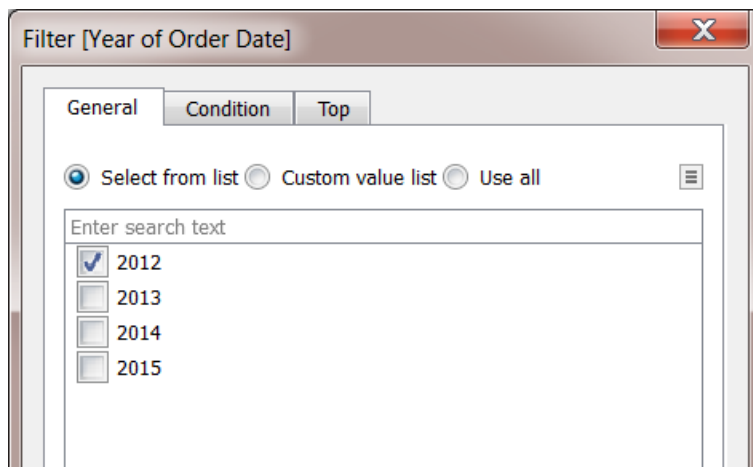 Filter [Year of Order Date]
General Condition Top
Select from list Custom value list Use all
Enter search text
2012
2013
2014
2015